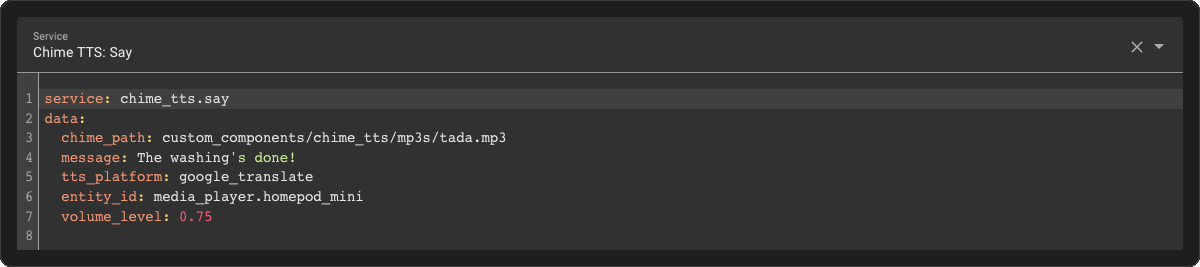 Service
Chime TTS: Say
1 service: chime_tts.say
2 data:
3   chime_path: custom_components/chime_tts/mp3s/tada.mp3
4   message: The washing's done!
5   tts_platform: google_translate
6   entity_id: media_player.homepod_mini
7   volume_level: 0.75
8